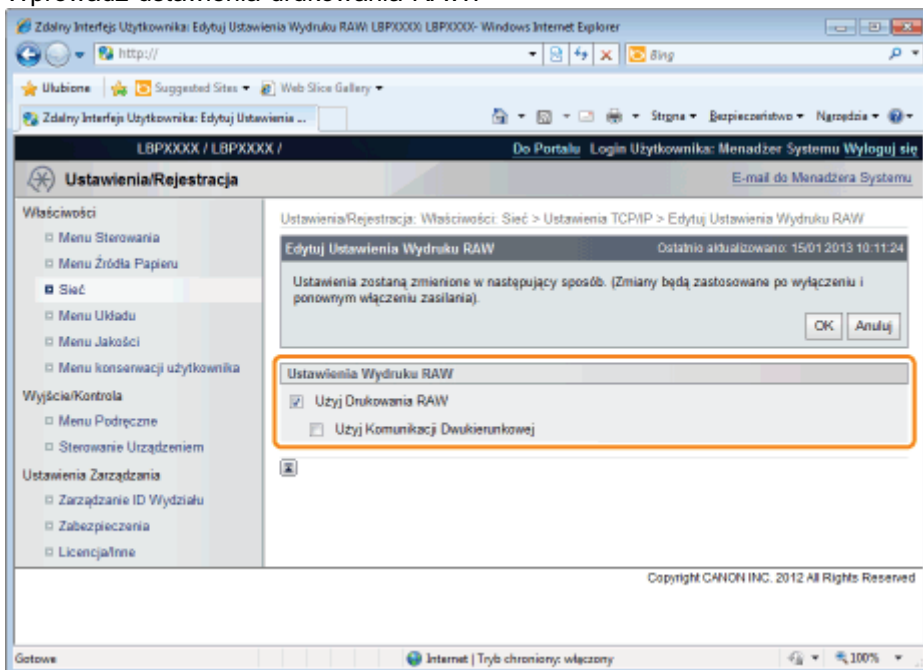 Wprowadź ustawienia drukowania RAW.
Zdalny Interfejs Użytkownika: Edytuj Ustawienia Wydruku RAW: LBPXXXX: LBPXXXX- Windows Internet Explorer
http://
Bing
Ulubione Suggested Sites Web Slice Gallery
Zdalny Interfejs Użytkownika: Edytuj Ustawienia ...
Strona Bezpieczeństwo Narzędzia
LBPXXXX / LBPXXXX /
Do Portalu Login Użytkownika: Menadżer Systemu Wyloguj się
Ustawienia/Rejestracja
E-mail do Menadżera Systemu
Właściwości
Menu Sterowania
Menu Źródła Papieru
Sieć
Menu Układu
Menu Jakości
Menu konserwacji użytkownika
Wyjście/Kontrola
Menu Podręczne
Sterowanie Urządzeniem
Ustawienia Zarządzania
Zarządzanie ID Wydziału
Zabezpieczenia
Licencja/Inne
Ustawienia/Rejestracja: Właściwości: Sieć > Ustawienia TCP/IP > Edytuj Ustawienia Wydruku RAW
Edytuj Ustawienia Wydruku RAW
Ostatnio aktualizowano: 15/01 2013 10:11:24
Ustawienia zostaną zmienione w następujący sposób. (Zmiany będą zastosowane po wyłączeniu i
ponownym włączeniu zasilania).
OK Anuluj
Ustawienia Wydruku RAW
Użyj Drukowania RAW
Użyj Komunikacji Dwukierunkowej
Copyright CANON INC. 2012 All Rights Reserved
Gotowe
Internet | Tryb chroniony: włączony
100%